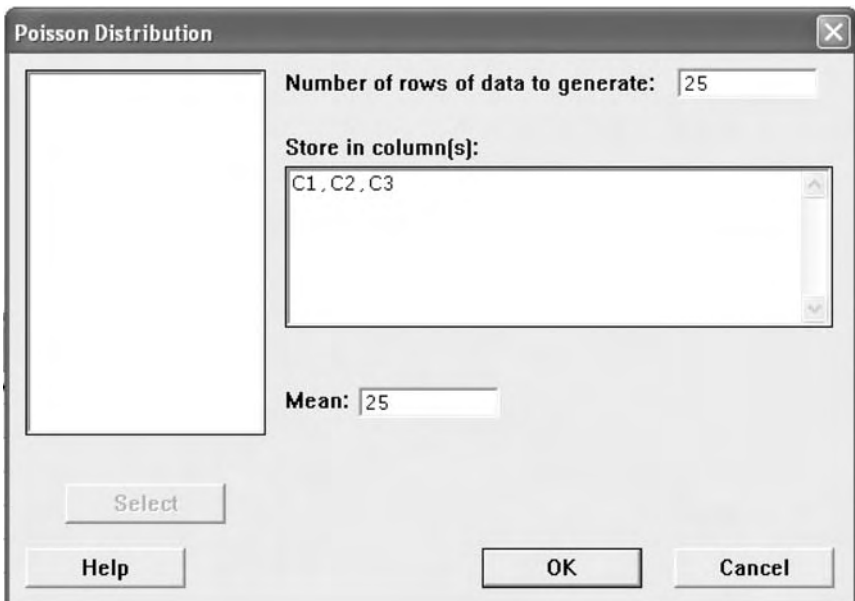 Poisson Distribution
Number of rows of data to generate: 25
Store in column(s):
C1,C2,C3
Mean: 25
Select
Help OK Cancel